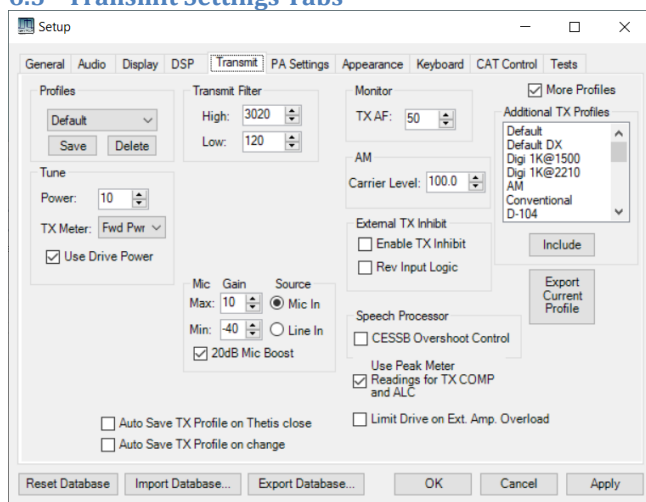 6.5 Transmit Settings Tabs
Setup
General Audio Display DSP Transmit PA Settings Appearance Keyboard CAT Control Tests
Profiles
Default
Save Delete
Tune
Power: 10
TX Meter: Fwd Pwr
Use Drive Power
Transmit Filter
High: 3020
Low: 120
Mic Gain Source
Max: 10 Mic In
Min: -40 Line In
20dB Mic Boost
Auto Save TX Profile on Thetis close
Auto Save TX Profile on change
Monitor
TX AF: 50
AM
Carrier Level: 100.0
External TX Inhibit
Enable TX Inhibit
Rev Input Logic
Speech Processor
CESSB Overshoot Control
Use Peak Meter
Readings for TX COMP
and ALC
Limit Drive on Ext. Amp. Overload
More Profiles
Additional TX Profiles
Default
Default DX
Digi 1K@1500
Digi 1K@2210
AM
Conventional
D-104
Include
Export
Current
Profile
Reset Database Import Database... Export Database... OK Cancel Apply